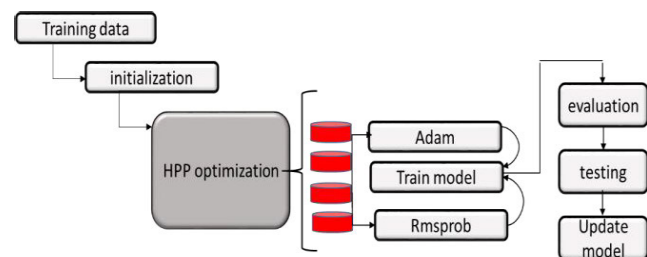 Training data
initialization
HPP optimization
Adam
Train model
Rmsprob
evaluation
testing
Update
model